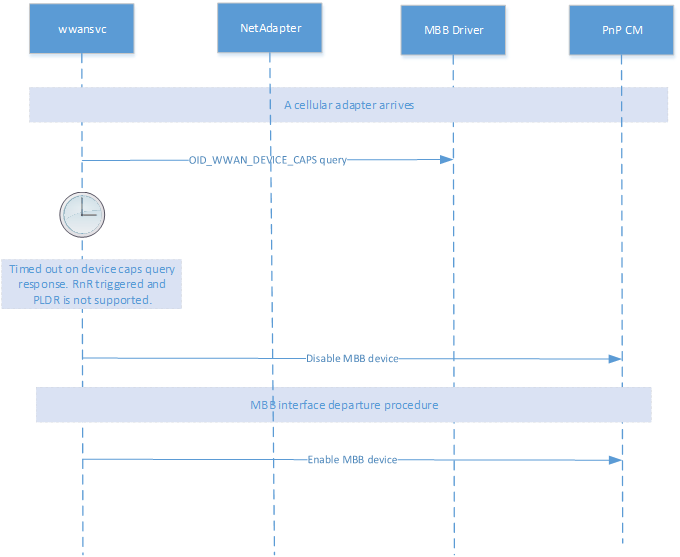 wwansvc
NetAdapter
MBB Driver
PnP CM
A cellular adapter arrives
OID_WWAN_DEVICE_CAPS query
Timed out on device caps query
response. RnR triggered and
PLDR is not supported.
Disable MBB device
MBB interface departure procedure
Enable MBB device